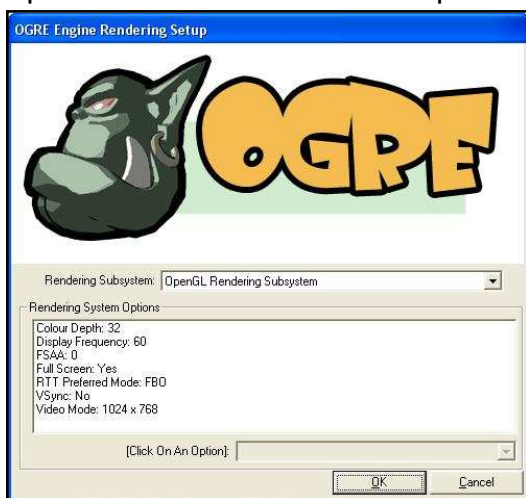 OGRE Engine Rendering Setup
OGRE
Rendering Subsystem: OpenGL Rendering Subsystem
Rendering System Options
Colour Depth: 32
Display Frequency: 60
FSAA: 0
Full Screen: Yes
RTT Preferred Mode: FBO
VSync: No
Video Mode: 1024 x 768
[Click On An Option]:
OK Cancel